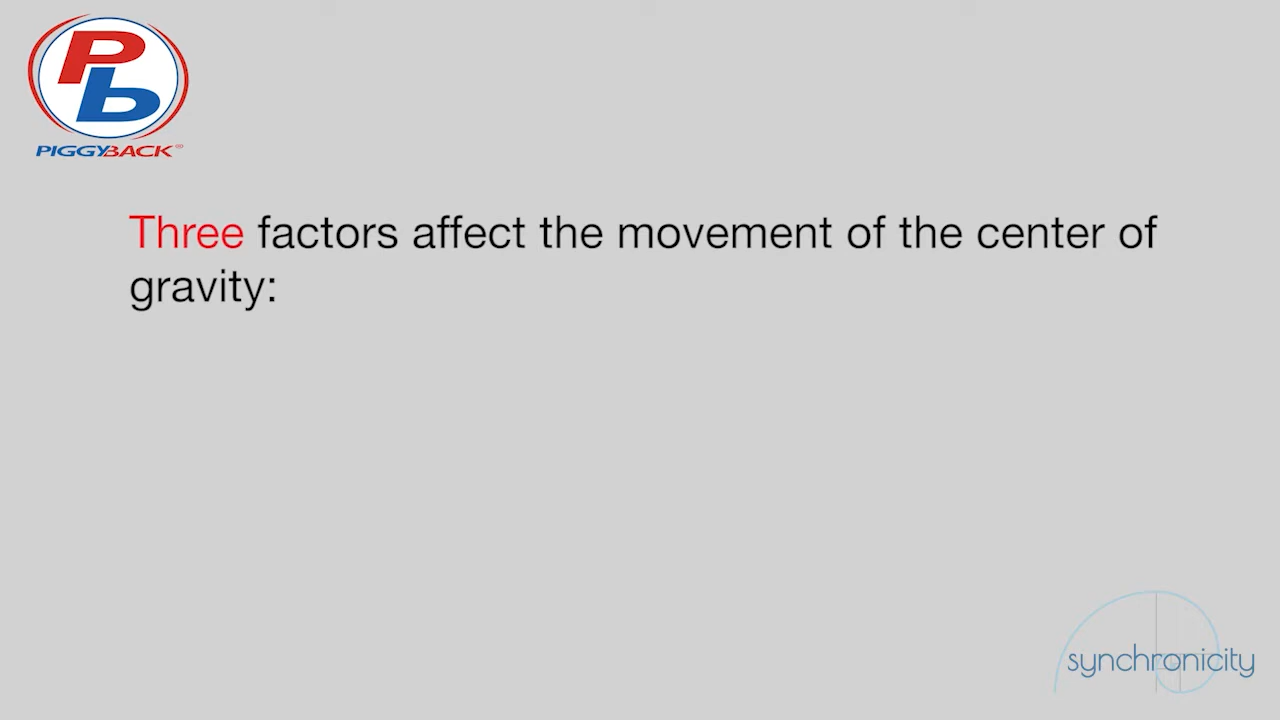 Pb
PIGGYBACK
Three factors affect the movement of the center of
gravity:
synchronicity